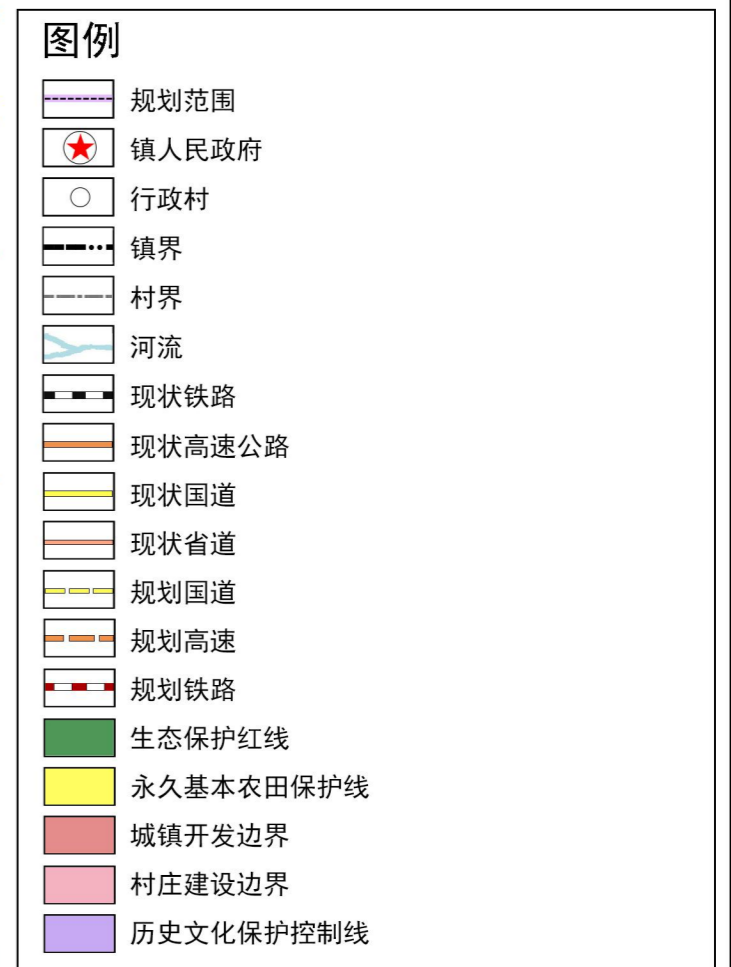 图例
规划范围
镇人民政府
行政村
镇界
村界
河流
现状铁路
现状高速公路
现状国道
现状省道
规划国道
规划高速
规划铁路
生态保护红线
永久基本农田保护线
城镇开发边界
村庄建设边界
历史文化保护控制线